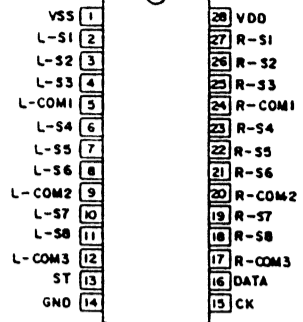 VSS 1 28 VDD
L-S1 2 27 R-S1
L-S2 3 26 R-S2
L-S3 4 25 R-S3
L-COM1 5 24 R-COM1
L-S4 6 23 R-S4
L-S5 7 22 R-S5
L-S6 8 21 R-S6
L-COM2 9 20 R-COM2
L-S7 10 19 R-S7
L-S8 11 18 R-S8
L-COM3 12 17 R-COM3
ST 13 16 DATA
GND 14 15 CK